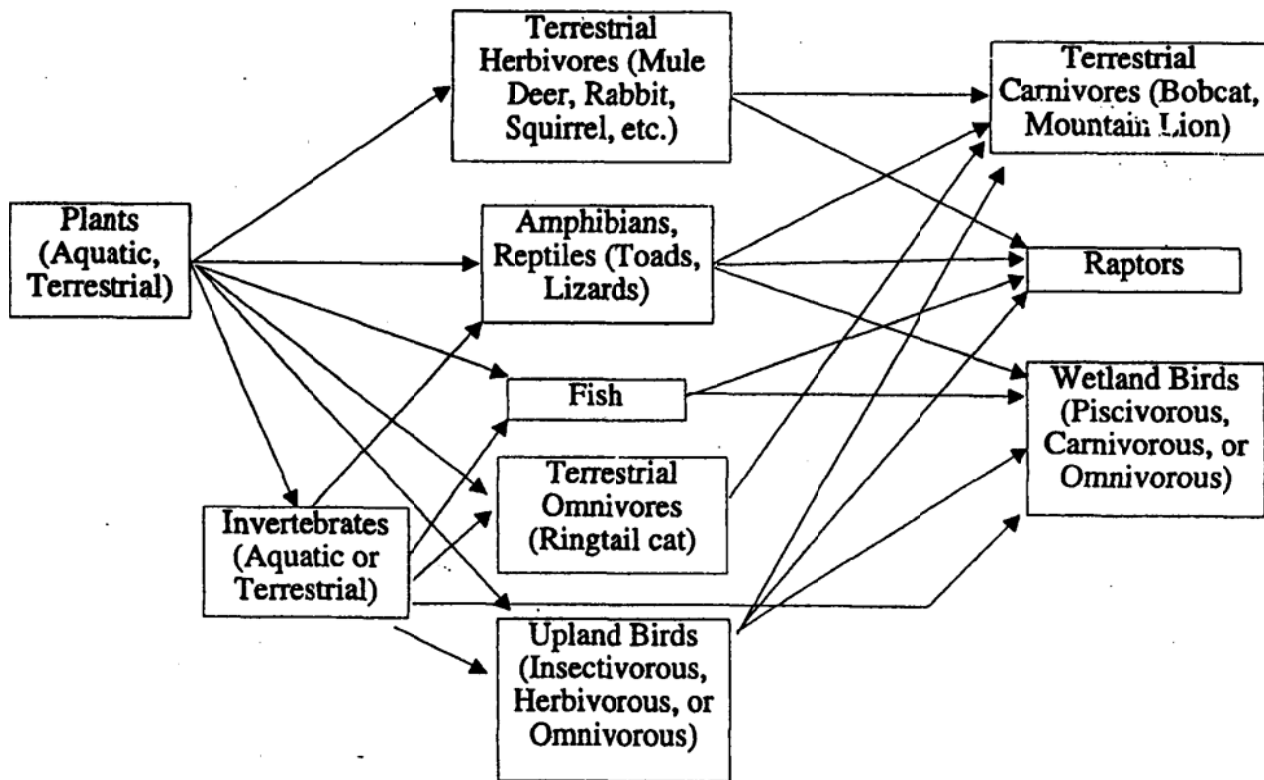 Terrestrial
Herbivores (Mule
Deer, Rabbit,
Squirrel, etc.)
Terrestrial
Carnivores (Bobcat,
Mountain Lion)
Plants
(Aquatic,
Terrestrial)
Amphibians,
Reptiles (Toads,
Lizards)
Raptors
Fish
Wetland Birds
(Piscivorous,
Carnivorous, or
Omnivorous)
Terrestrial
Omnivores
(Ringtail cat)
Invertebrates
(Aquatic or
Terrestrial)
Upland Birds
(Insectivorous,
Herbivorous, or
Omnivorous)